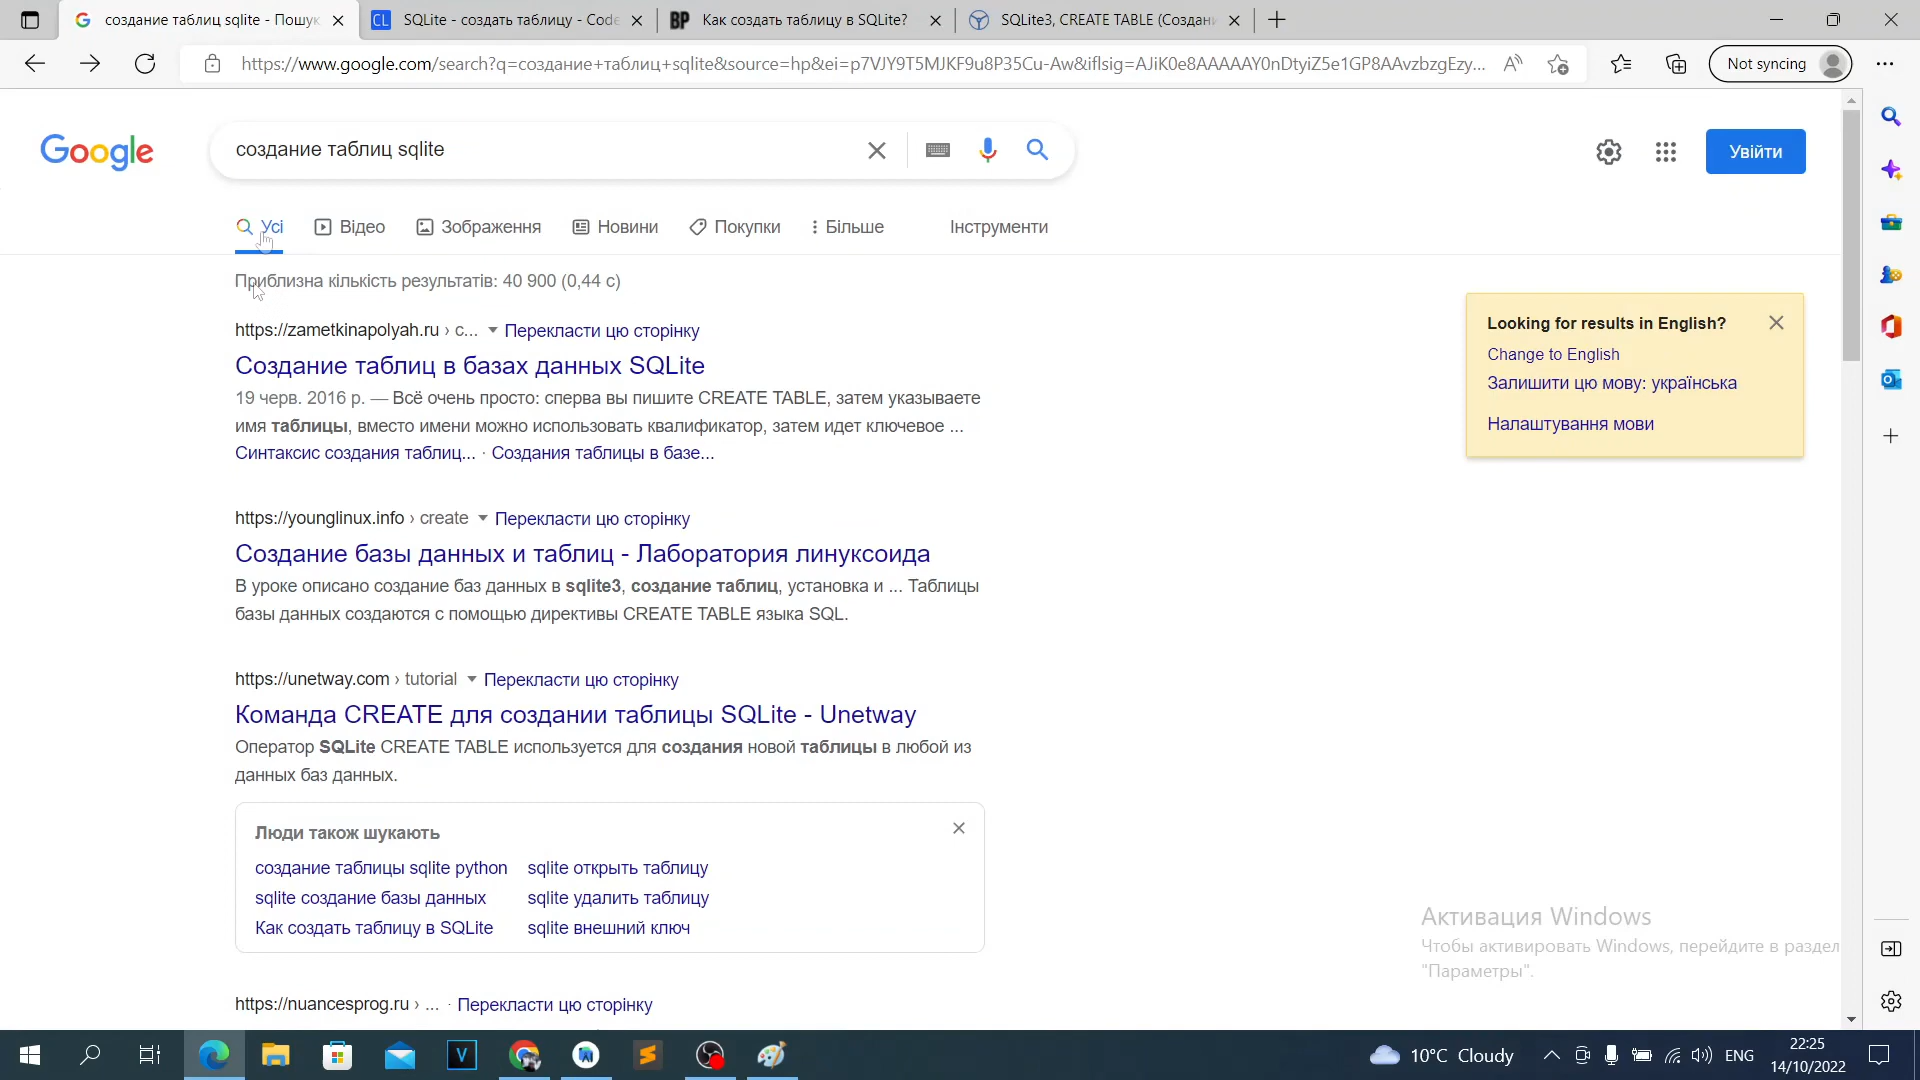 создание таблиц sqlite - Пошук
SQLite - создать таблицу - Code
Как создать таблицу в SQLite?
SQLite3, CREATE TABLE (Создани
https://www.google.com/search?q=создание+таблиц+sqlite&source=hp&ei=p7VJY9T5MJKF9u8P35Cu-Aw&iflsig=AJiK0e8AAAAAY0nDtyiZ5e1GP8AAvzbzgEzy...
Not syncing
Google
создание таблиц sqlite
Увійти
Усі
Відео
Зображення
Новини
Покупки
Більше
Інструменти
Приблизна кількість результатів: 40 900 (0,44 с)
https://zametkinapolyah.ru › с... Перекласти цю сторінку
Создание таблиц в базах данных SQLite
19 черв. 2016 р. — Всё очень просто: сперва вы пишите CREATE TABLE, затем указываете
имя таблицы, вместо имени можно использовать квалификатор, затем идет ключевое ...
Синтаксис создания таблиц... · Создания таблицы в базе...
https://younglinux.info › create Перекласти цю сторінку
Создание базы данных и таблиц - Лаборатория линуксоида
В уроке описано создание баз данных в sqlite3, создание таблиц, установка и ... Таблицы
базы данных создаются с помощью директивы CREATE TABLE языка SQL.
https://unetway.com › tutorial Перекласти цю сторінку
Команда CREATE для создании таблицы SQLite - Unetway
Оператор SQLite CREATE TABLE используется для создания новой таблицы в любой из
данных баз данных.
Люди також шукають
создание таблицы sqlite python
sqlite открыть таблицу
sqlite создание базы данных
sqlite удалить таблицу
Как создать таблицу в SQLite
sqlite внешний ключ
https://nuancesprog.ru › ... · Перекласти цю сторінку
Looking for results in English?
Change to English
Залишити цю мову: українська
Налаштування мови
Активация Windows
Чтобы активировать Windows, перейдите в раздел
"Параметры".
10°C Cloudy
ENG
22:25
14/10/2022